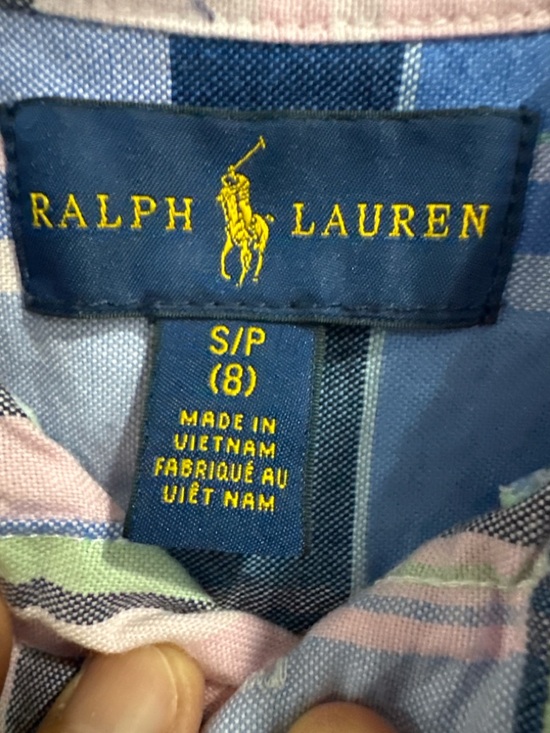 RALPH LAUREN
S/P
(8)
MADE IN
VIETNAM
FABRIQUÉ AU
VIÊT NAM